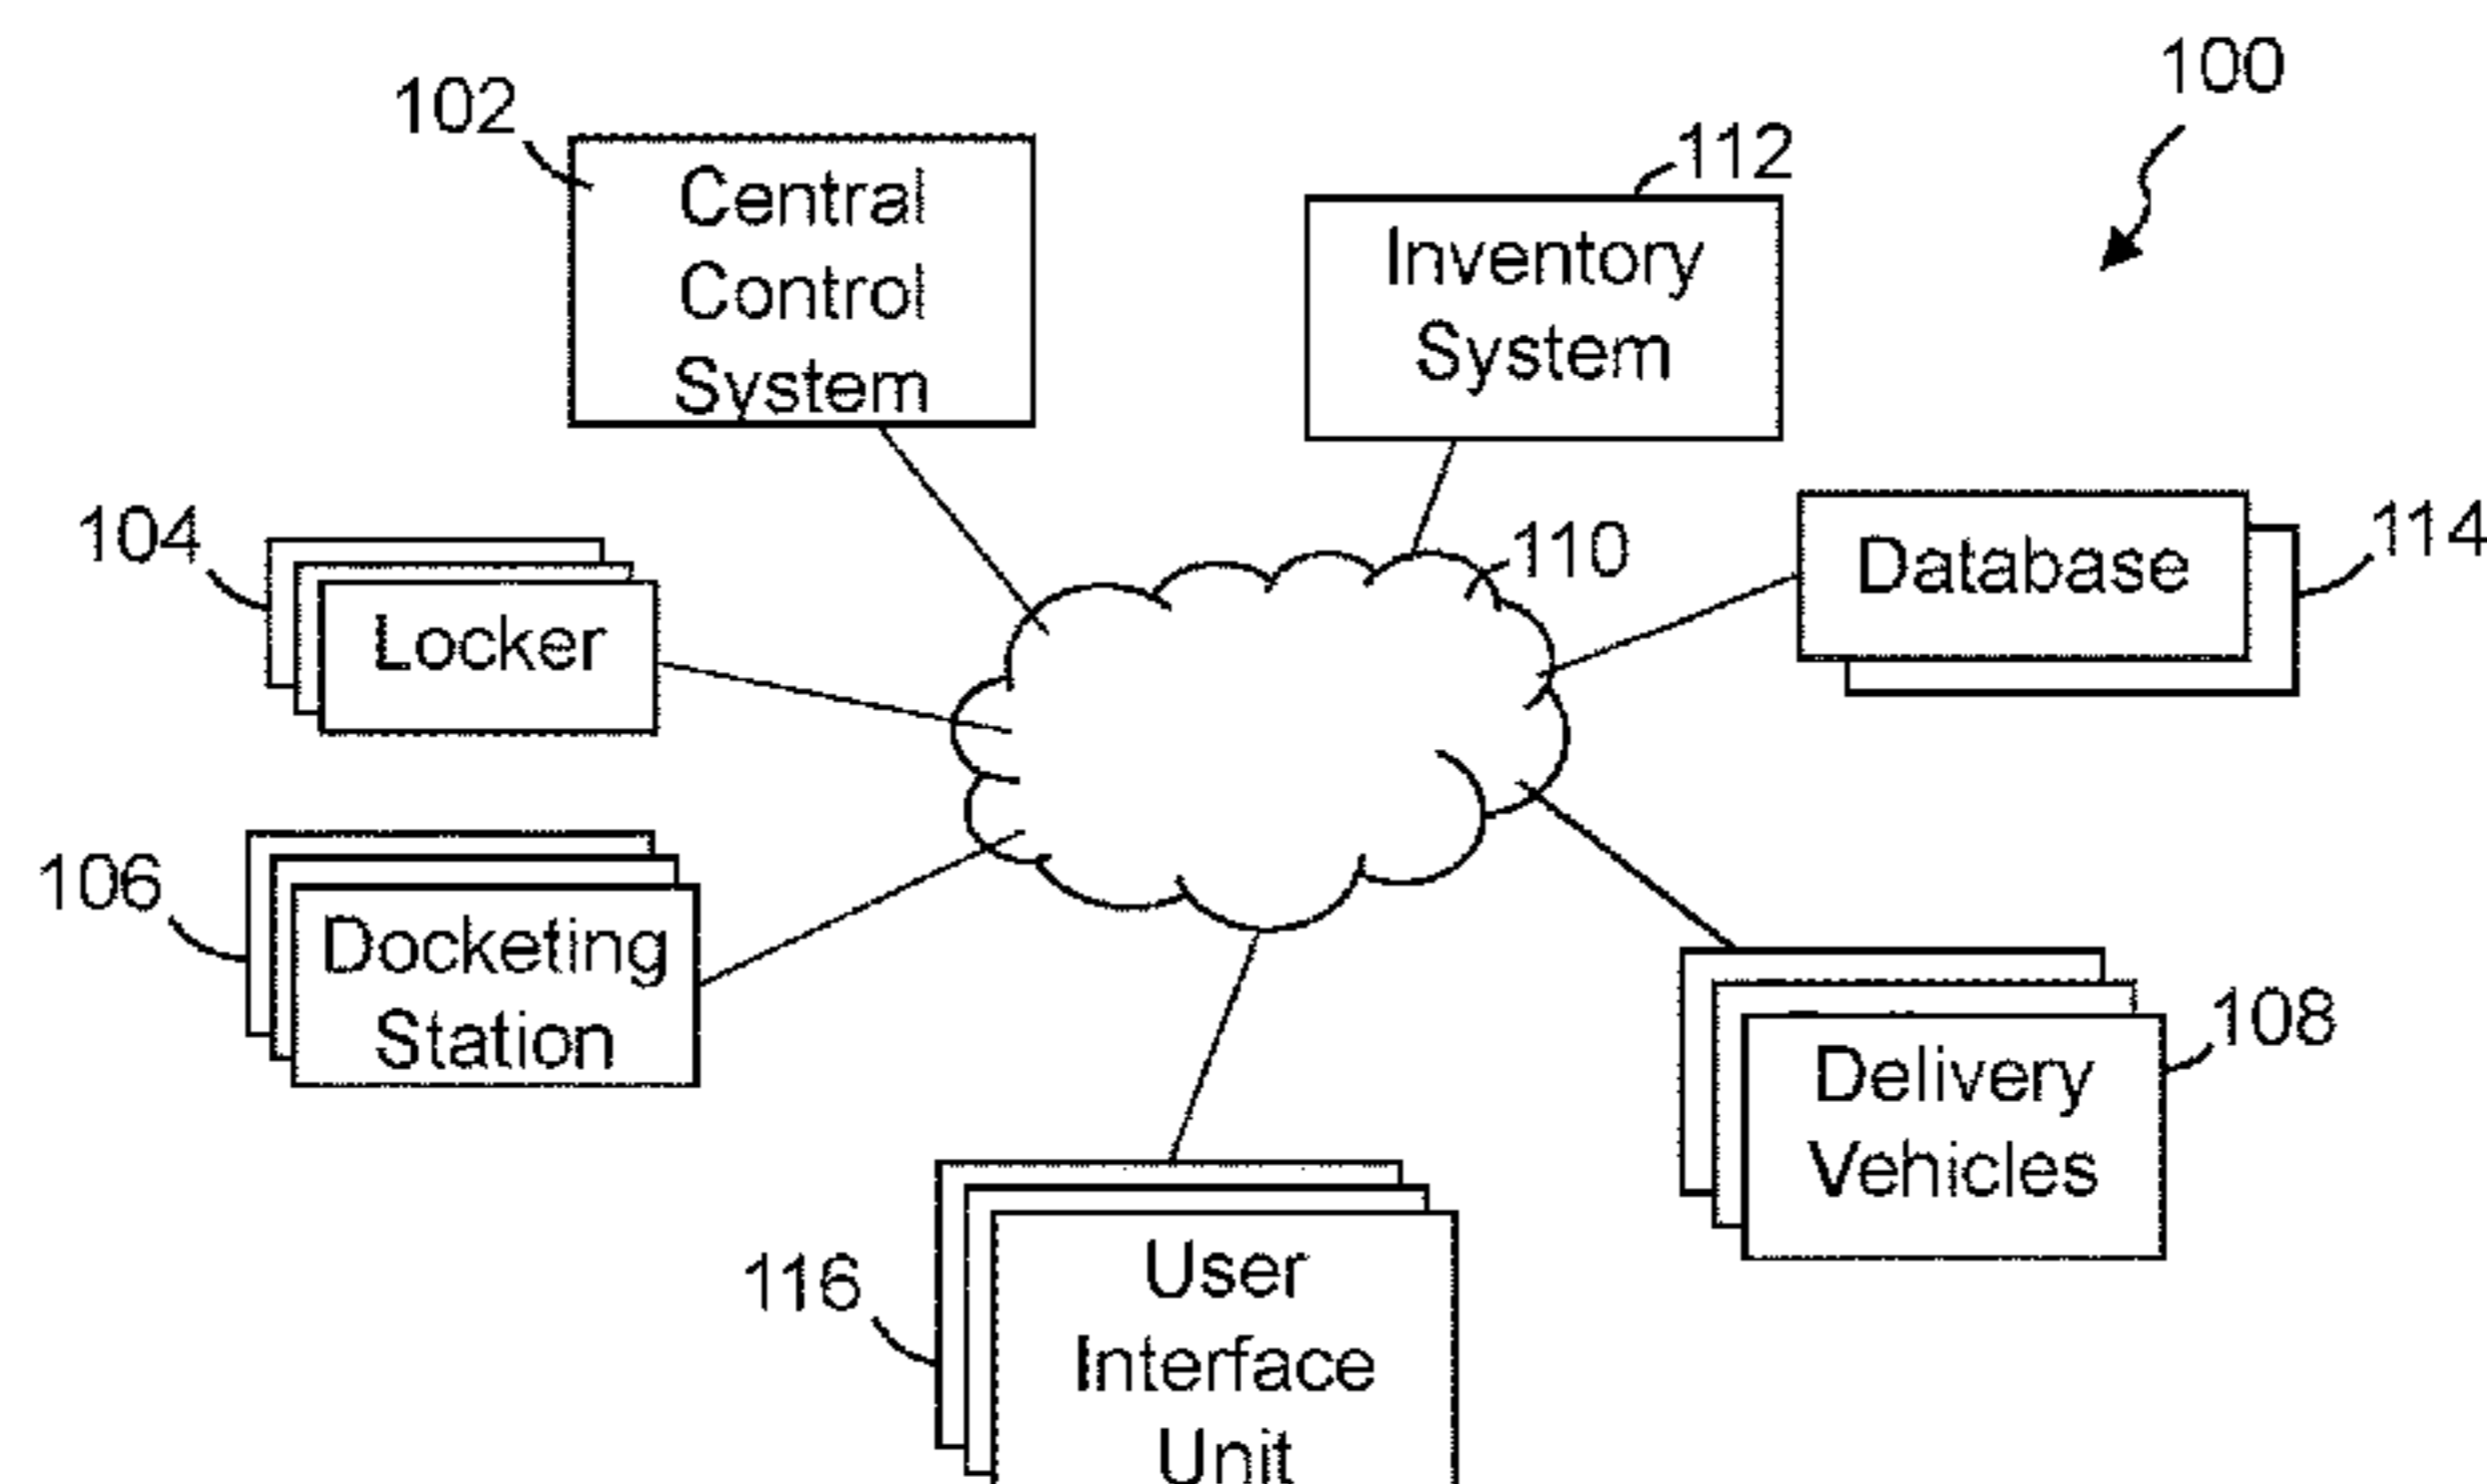 100
102
112
Central
Control
System
Inventory
System
104
110
114
Database
Locker
106
Docketing
Station
108
Delivery
Vehicles
116
User
Interface
Unit